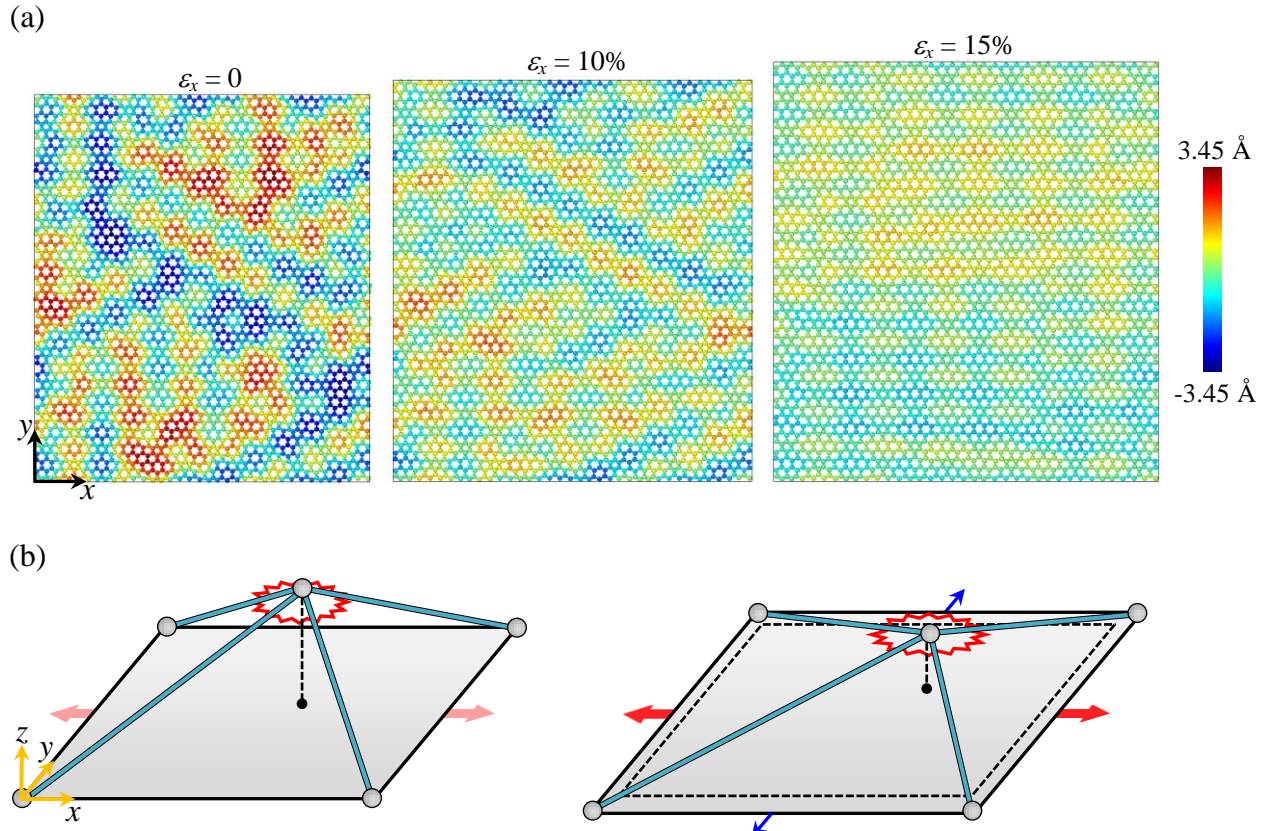 (a)
εx = 0
εx = 10%
εx = 15%
3.45 Å
-3.45 Å
y
x
(b)
z
y
x